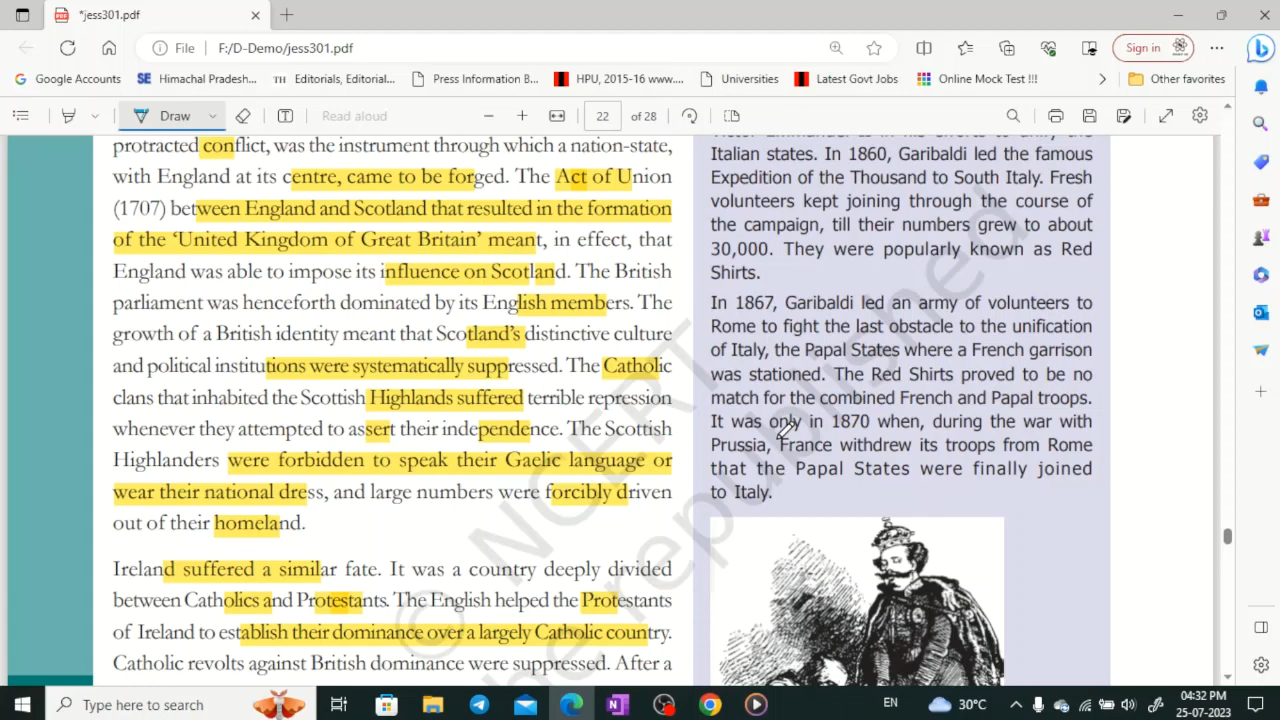 *jess301.pdf
File F:/D-Demo/jess301.pdf
Sign in
Google Accounts
SE Himachal Pradesh...
TH Editorials, Editorial...
Press Information B...
HPU, 2015-16 www....
Universities
Latest Govt Jobs
Online Mock Test !!!
Other favorites
Draw
Read aloud
22 of 28
protracted conflict, was the instrument through which a nation-state,
with England at its centre, came to be forged. The Act of Union
(1707) between England and Scotland that resulted in the formation
of the ‘United Kingdom of Great Britain’ meant, in effect, that
England was able to impose its influence on Scotland. The British
parliament was henceforth dominated by its English members. The
growth of a British identity meant that Scotland’s distinctive culture
and political institutions were systematically suppressed. The Catholic
clans that inhabited the Scottish Highlands suffered terrible repression
whenever they attempted to assert their independence. The Scottish
Highlanders were forbidden to speak their Gaelic language or
wear their national dress, and large numbers were forcibly driven
out of their homeland.
Ireland suffered a similar fate. It was a country deeply divided
between Catholics and Protestants. The English helped the Protestants
of Ireland to establish their dominance over a largely Catholic country.
Catholic revolts against British dominance were suppressed. After a
Italian states. In 1860, Garibaldi led the famous
Expedition of the Thousand to South Italy. Fresh
volunteers kept joining through the course of
the campaign, till their numbers grew to about
30,000. They were popularly known as Red
Shirts.
In 1867, Garibaldi led an army of volunteers to
Rome to fight the last obstacle to the unification
of Italy, the Papal States where a French garrison
was stationed. The Red Shirts proved to be no
match for the combined French and Papal troops.
It was only in 1870 when, during the war with
Prussia, France withdrew its troops from Rome
that the Papal States were finally joined
to Italy.
© NCERT
be republished
Type here to search
EN
30°C
04:32 PM
25-07-2023